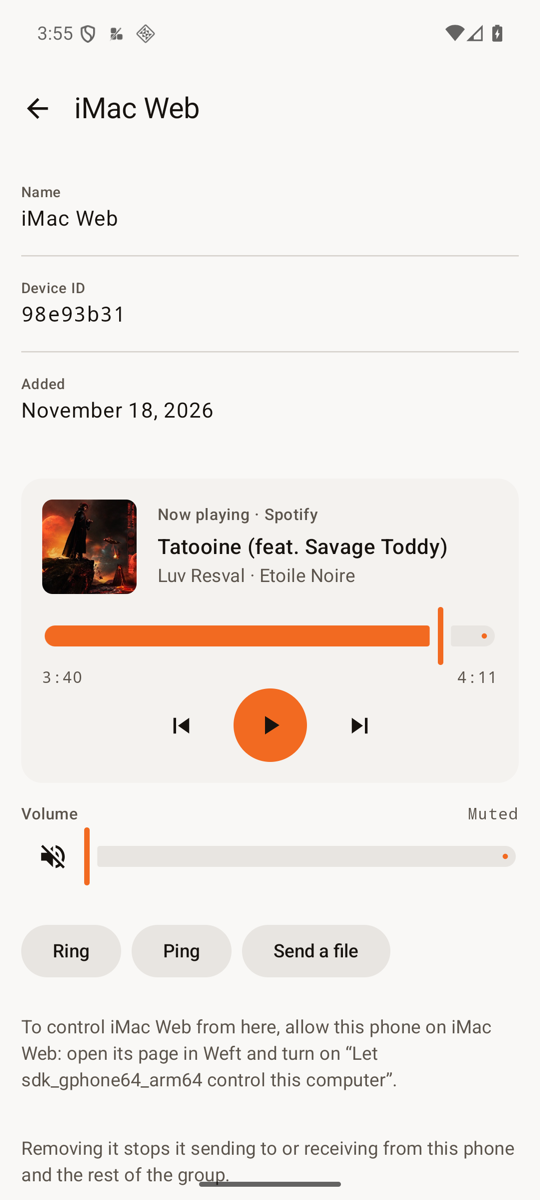 3:55
iMac Web
Name
iMac Web
Device ID
98e93b31
Added
November 18, 2026
Now playing · Spotify
Tatooine (feat. Savage Toddy)
Luv Resval · Etoile Noire
3:40
4:11
Volume
Muted
Ring
Ping
Send a file
To control iMac Web from here, allow this phone on iMac
Web: open its page in Weft and turn on “Let
sdk_gphone64_arm64 control this computer”.
Removing it stops it sending to or receiving from this phone
and the rest of the group.